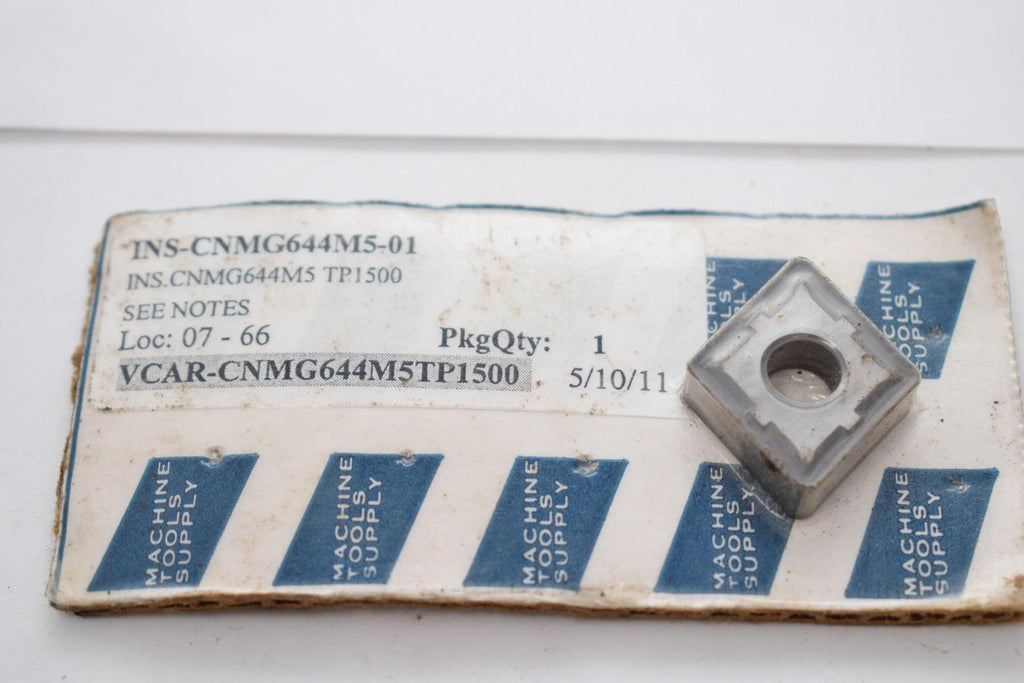 INS-CNMG644M5-01
INS.CNMG644M5 TP1500
SEE NOTES
Loc: 07 - 66 PkgQty: 1
VCAR-CNMG644M5TP1500 5/10/11
MACHINE
TOOLS
SUPPLY
MACHINE
TOOLS
SUPPLY
MACHINE
TOOLS
SUPPLY
MACHINE
TOOLS
SUPPLY
MACHINE
TOOLS
SUPPLY
MACHINE
TOOLS
SUPPLY
MACHINE
TOOLS
SUPPLY